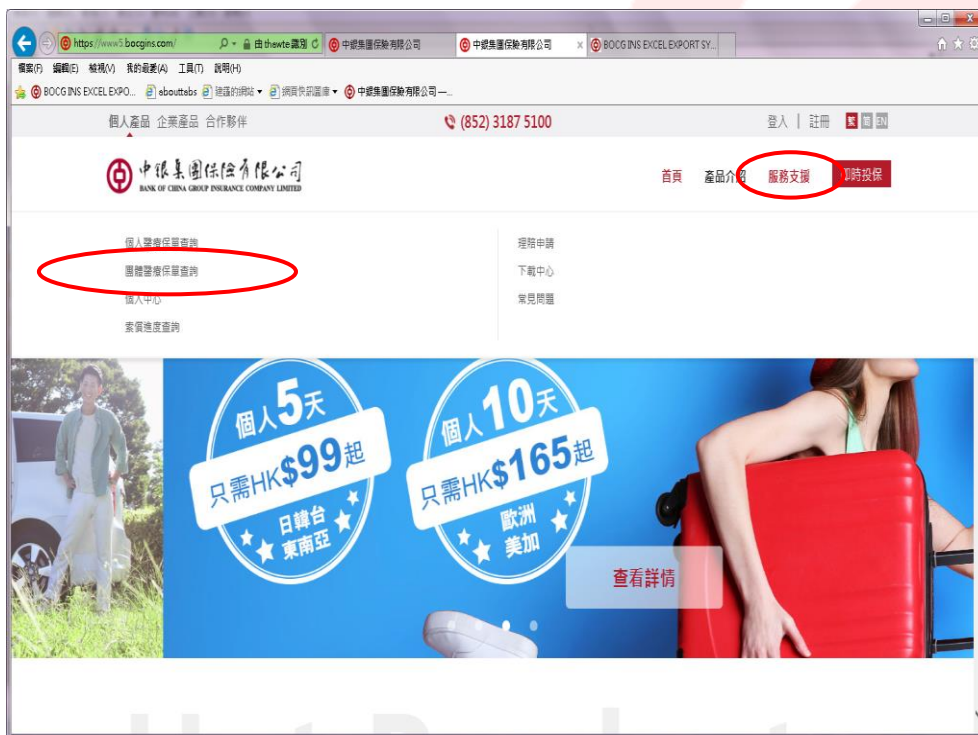 https://www5.bocgins.com/ 由 thawte 識別 中銀集團保險有限公司 中銀集團保險有限公司 x BOCG INS EXCEL EXPORT SY...
檔案(F) 編輯(E) 檢視(V) 我的最愛(A) 工具(T) 說明(H)
BOCG INS EXCEL EXPO... abouttabs 建議的網站 網頁快訊圖庫 中銀集團保險有限公司 —...
個人產品 企業產品 合作夥伴 (852) 3187 5100 登入 | 註冊 繁 简 EN
中銀集團保險有限公司
BANK OF CHINA GROUP INSURANCE COMPANY LIMITED
首頁 產品介紹 服務支援 即時投保
個人醫療保單查詢 理賠申請
團體醫療保單查詢 下載中心
個人中心 常見問題
索償進度查詢
個人5天
只需HK$99起
日韓台
東南亞
個人10天
只需HK$165起
歐洲
美加
查看詳情